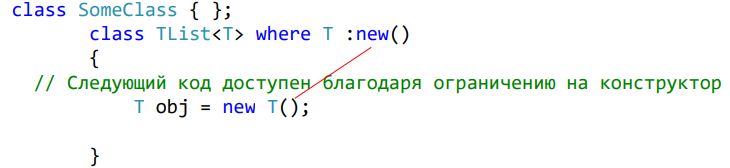 class SomeClass { };
class TList<T> where T :new()
{
// Следующий код доступен благодаря ограничению на конструктор
T obj = new T();
}